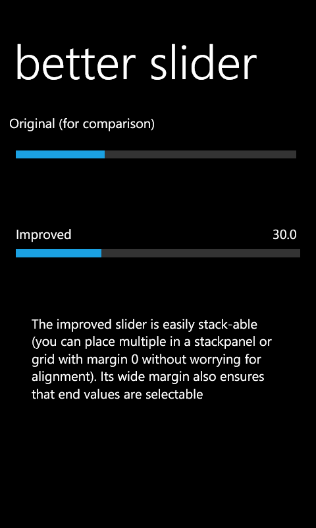 better slider
Original (for comparison)
Improved 30.0
The improved slider is easily stack-able
(you can place multiple in a stackpanel or
grid with margin 0 without worrying for
alignment). Its wide margin also ensures
that end values are selectable